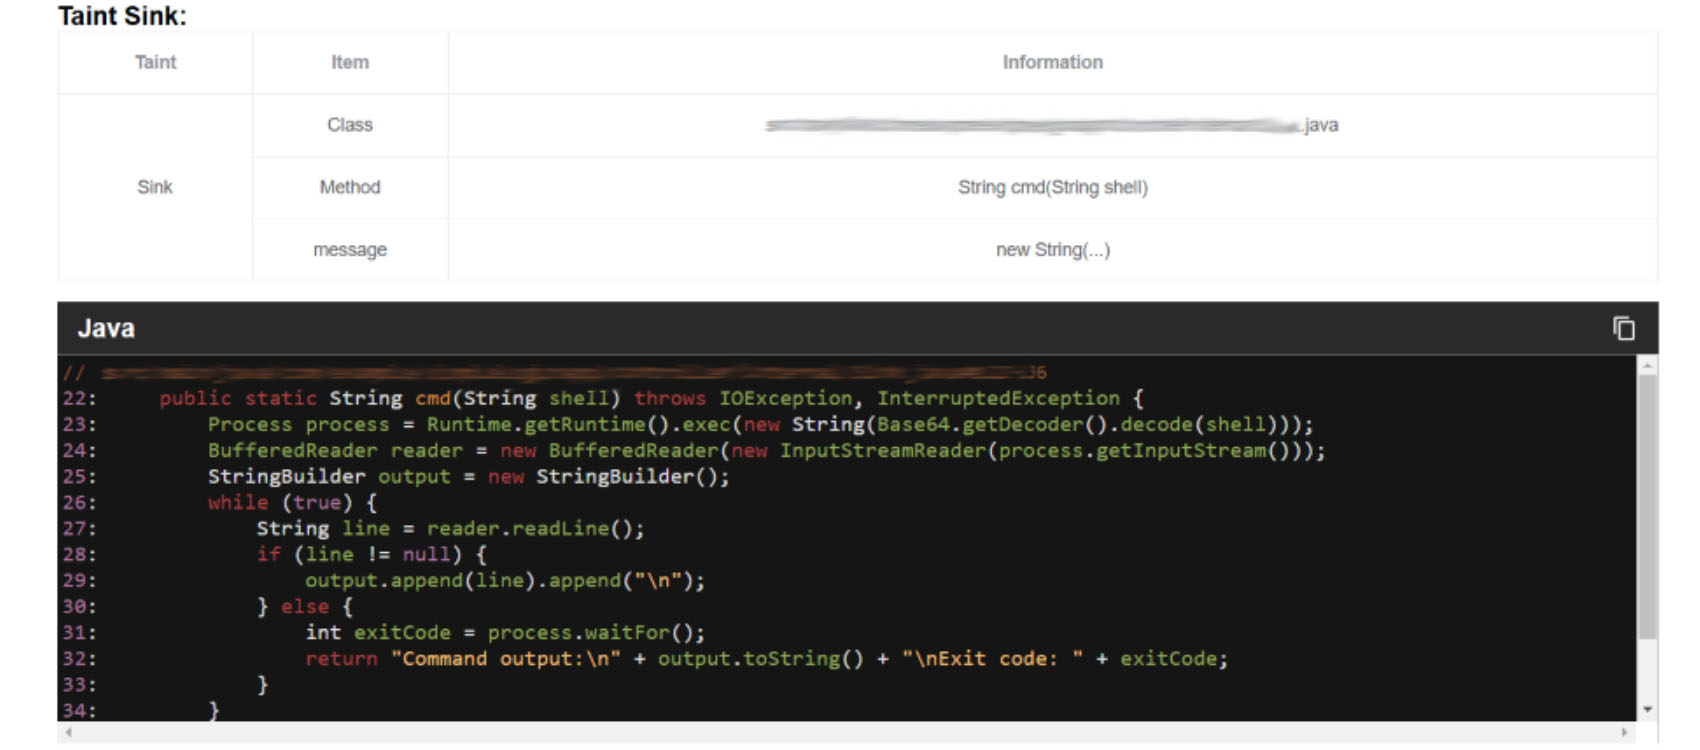 Taint Sink:
Taint Item Information
Class .java
Sink Method String cmd(String shell)
message new String(...)
Java
// 36
22: public static String cmd(String shell) throws IOException, InterruptedException {
23: Process process = Runtime.getRuntime().exec(new String(Base64.getDecoder().decode(shell)));
24: BufferedReader reader = new BufferedReader(new InputStreamReader(process.getInputStream()));
25: StringBuilder output = new StringBuilder();
26: while (true) {
27: String line = reader.readLine();
28: if (line != null) {
29: output.append(line).append("\n");
30: } else {
31: int exitCode = process.waitFor();
32: return "Command output:\n" + output.toString() + "\nExit code: " + exitCode;
33: }
34: }